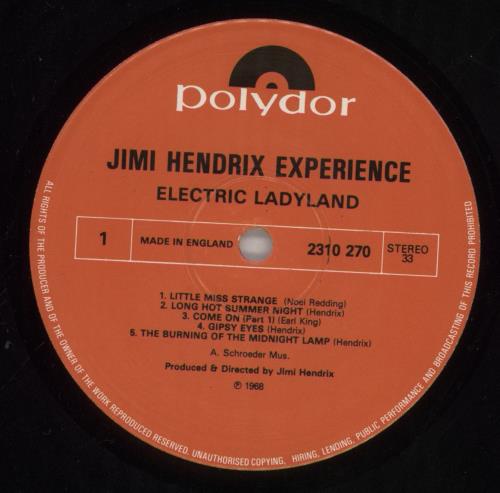 polydor
JIMI HENDRIX EXPERIENCE
ELECTRIC LADYLAND
1 MADE IN ENGLAND 2310 270 STEREO 33
1. LITTLE MISS STRANGE (Noel Redding)
2. LONG HOT SUMMER NIGHT (Hendrix)
3. COME ON (Part 1) (Earl King)
4. GIPSY EYES (Hendrix)
5. THE BURNING OF THE MIDNIGHT LAMP (Hendrix)
A. Schroeder Mus.
Produced & Directed by Jimi Hendrix
℗ 1968
ALL RIGHTS OF THE PRODUCER AND OF THE OWNER OF THE WORK REPRODUCED RESERVED. UNAUTHORISED COPYING, HIRING, LENDING, PUBLIC PERFORMANCE AND BROADCASTING OF THIS RECORD PROHIBITED